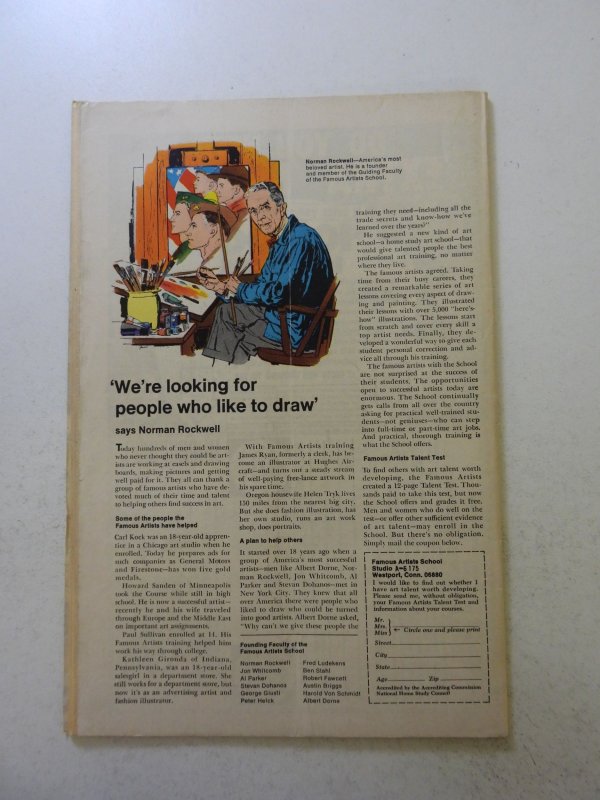 Norman Rockwell—America's most
beloved artist. He is a founder
and member of the Guiding Faculty
of the Famous Artists School.
'We're looking for
people who like to draw'
says Norman Rockwell
Today hundreds of men and women
who never thought they could be art-
ists are working at easels and drawing
boards, making pictures and getting
well paid for it. They all can thank a
group of famous artists who have de-
voted much of their time and talent
to helping others find success in art.
Some of the people the
Famous Artists have helped
Carl Kock was an 18-year-old appren-
tice in a Chicago art studio when he
enrolled. Today he prepares ads for
such companies as General Motors
and Firestone—has won five gold
medals.
Howard Sanden of Minneapolis
took the Course while still in high
school. He is now a successful artist—
recently he and his wife traveled
through Europe and the Middle East
on important art assignments.
Paul Sullivan enrolled at 14. His
Famous Artists training helped him
work his way through college.
Kathleen Gironda of Indiana,
Pennsylvania, was an 18-year-old
salesgirl in a department store. She
still works for a department store, but
now it's as an advertising artist and
fashion illustrator.
With Famous Artists training
James Ryan, formerly a clerk, has be-
come an illustrator at Hughes Air-
craft—and turns out a steady stream
of well-paying free-lance artwork in
his spare time.
Oregon housewife Helen Tryk lives
150 miles from the nearest big city.
But she does fashion illustration, has
her own studio, runs an art work
shop, does portraits.
A plan to help others
It started over 18 years ago when a
group of America's most successful
artists—men like Albert Dorne, Nor-
man Rockwell, Jon Whitcomb, Al
Parker and Stevan Dohanos—met in
New York City. They knew that all
over America there were people who
liked to draw who could be turned
into good artists. Albert Dorne asked,
"Why can't we give these people the
Founding Faculty of the
Famous Artists School
Norman Rockwell
Jon Whitcomb
Al Parker
Stevan Dohanos
George Giusti
Peter Helck
Fred Ludekens
Ben Stahl
Robert Fawcett
Austin Briggs
Harold Von Schmidt
Albert Dorne
training they need—including all the
trade secrets and know-how we've
learned over the years?"
He suggested a new kind of art
school—a home study art school—that
would give talented people the best
professional art training, no matter
where they live.
The famous artists agreed. Taking
time from their busy careers, they
created a remarkable series of art
lessons covering every aspect of draw-
ing and painting. They illustrated
their lessons with over 5,000 "here's-
how" illustrations. The lessons start
from scratch and cover every skill a
top artist needs. Finally, they de-
veloped a wonderful way to give each
student personal correction and ad-
vice all through his training.
The famous artists with the School
are not surprised at the success of
their students. The opportunities
open to successful artists today are
enormous. The School continually
gets calls from all over the country
asking for practical well-trained stu-
dents—not geniuses—who can step
into full-time or part-time art jobs.
And practical, thorough training is
what the School offers.
Famous Artists Talent Test
To find others with art talent worth
developing, the Famous Artists
created a 12-page Talent Test. Thou-
sands paid to take this test, but now
the School offers and grades it free.
Men and women who do well on the
test—or offer other sufficient evidence
of art talent—may enroll in the
School. But there's no obligation.
Simply mail the coupon below.
Famous Artists School
Studio A-5175
Westport, Conn. 06880
I would like to find out whether I
have art talent worth developing.
Please send me, without obligation,
your Famous Artists Talent Test and
information about your courses.
Mr.
Mrs.
Miss
← Circle one and please print
Street
City
State
Age Zip
Accredited by the Accrediting Commission
National Home Study Council